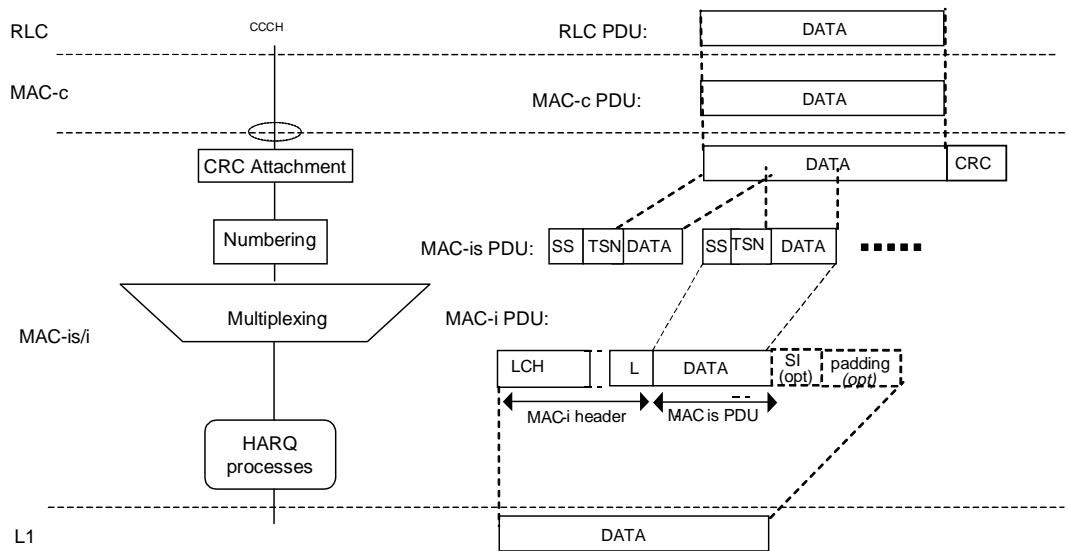 RLC
CCCH
RLC PDU:
DATA
MAC-c
MAC-c PDU:
DATA
CRC Attachment
DATA
CRC
Numbering
MAC-is PDU:
SS
TSN
DATA
SS
TSN
DATA
MAC-is/i
Multiplexing
MAC-i PDU:
LCH
L
DATA
SI
(opt)
padding
(opt)
MAC-i header
MAC is PDU
HARQ
processes
L1
DATA